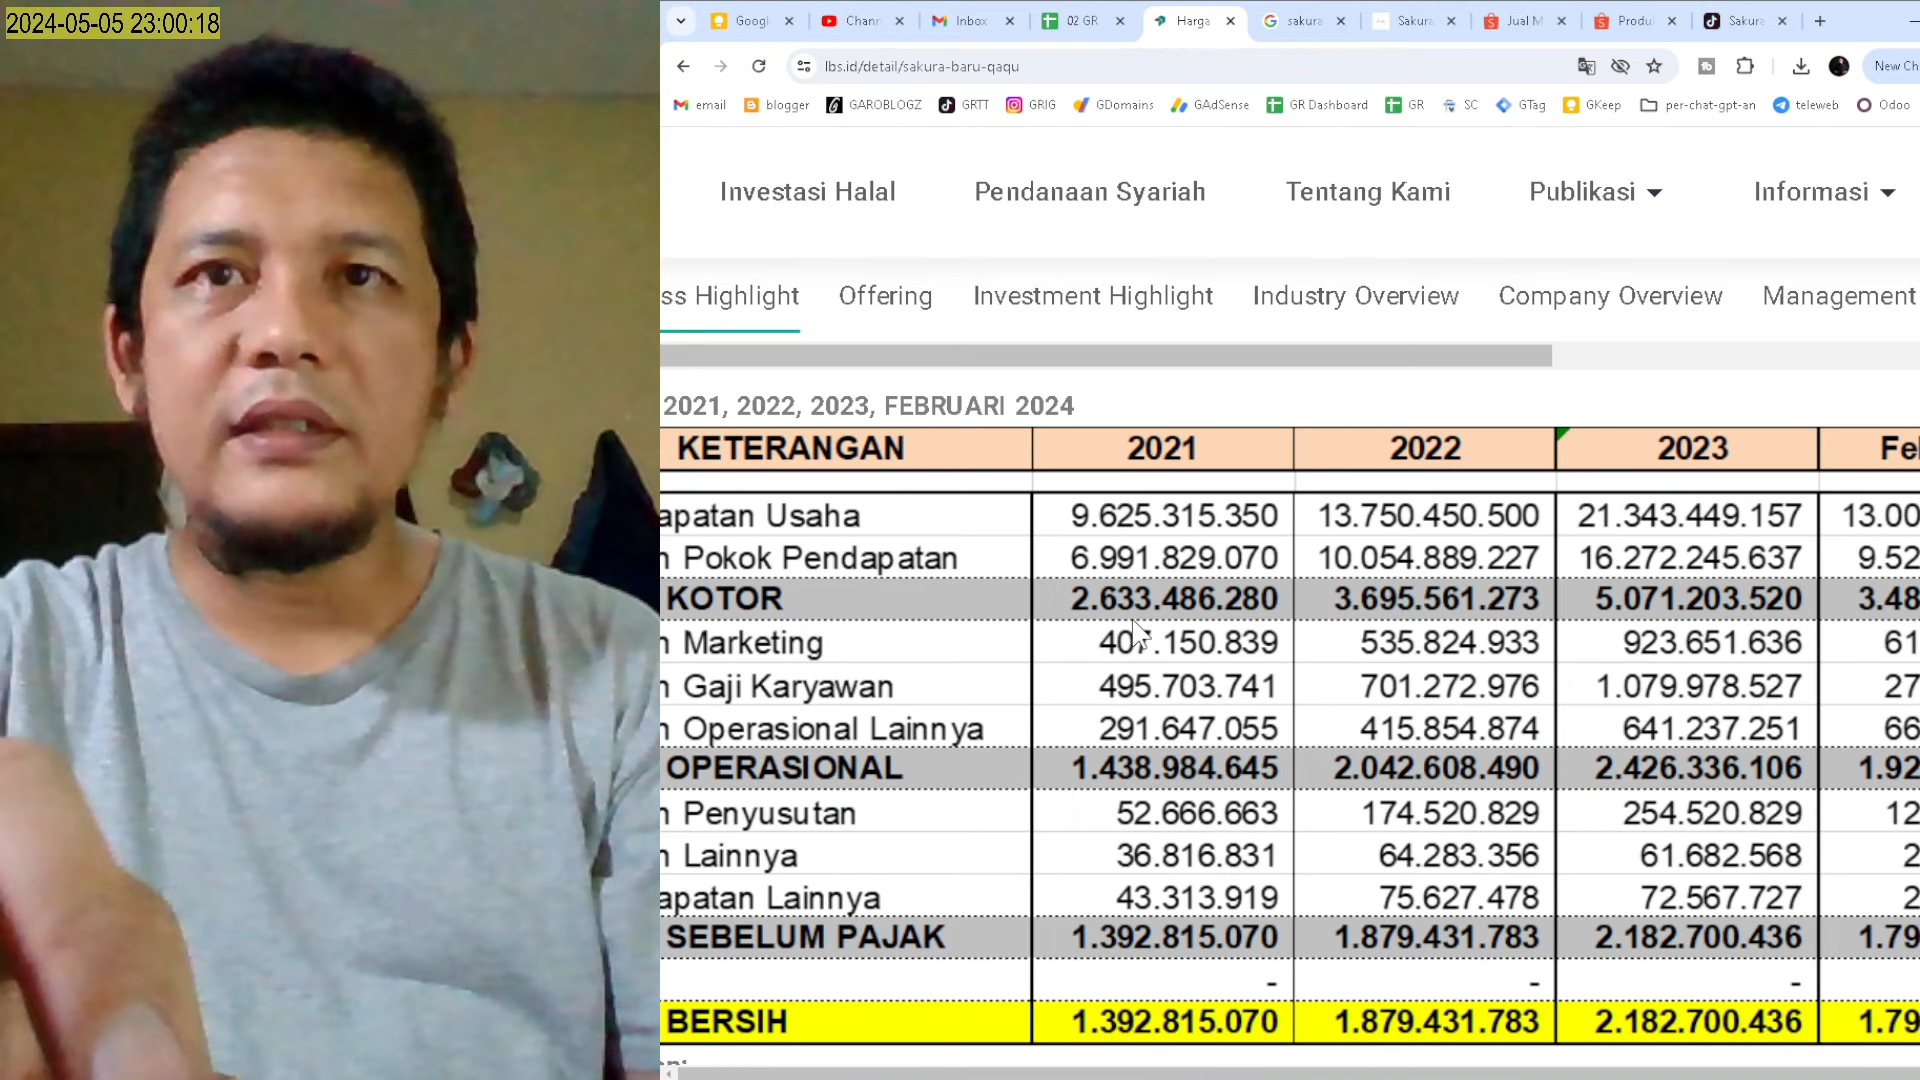 2024-05-05 23:00:18
Googl Chann Inbox 02 GR Harga sakura Sakura Jual M Produ Sakura
lbs.id/detail/sakura-baru-qaqu New Ch
email blogger GAROBLOGZ GRTT GRIG GDomains GAdSense GR Dashboard GR SC GTag GKeep per-chat-gpt-an teleweb Odoo
Investasi Halal Pendanaan Syariah Tentang Kami Publikasi Informasi
ss Highlight Offering Investment Highlight Industry Overview Company Overview Management
2021, 2022, 2023, FEBRUARI 2024
KETERANGAN 2021 2022 2023 Fe
apatan Usaha 9.625.315.350 13.750.450.500 21.343.449.157 13.00
n Pokok Pendapatan 6.991.829.070 10.054.889.227 16.272.245.637 9.52
KOTOR 2.633.486.280 3.695.561.273 5.071.203.520 3.48
n Marketing 535.824.933 923.651.636 61
n Gaji Karyawan 495.703.741 701.272.976 1.079.978.527 27
n Operasional Lainnya 291.647.055 415.854.874 641.237.251 66
OPERASIONAL 1.438.984.645 2.042.608.490 2.426.336.106 1.92
n Penyusutan 52.666.663 174.520.829 254.520.829 12
n Lainnya 36.816.831 64.283.356 61.682.568 2
apatan Lainnya 43.313.919 75.627.478 72.567.727 2
SEBELUM PAJAK 1.392.815.070 1.879.431.783 2.182.700.436 1.79
- - -
BERSIH 1.392.815.070 1.879.431.783 2.182.700.436 1.79